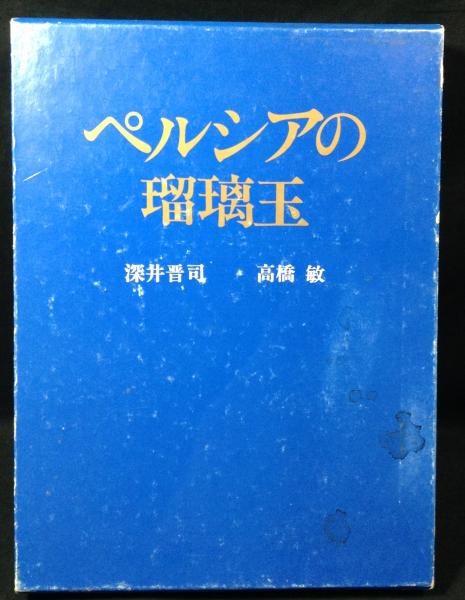 ペルシアの
瑠璃玉
深井晋司 高橋 敏